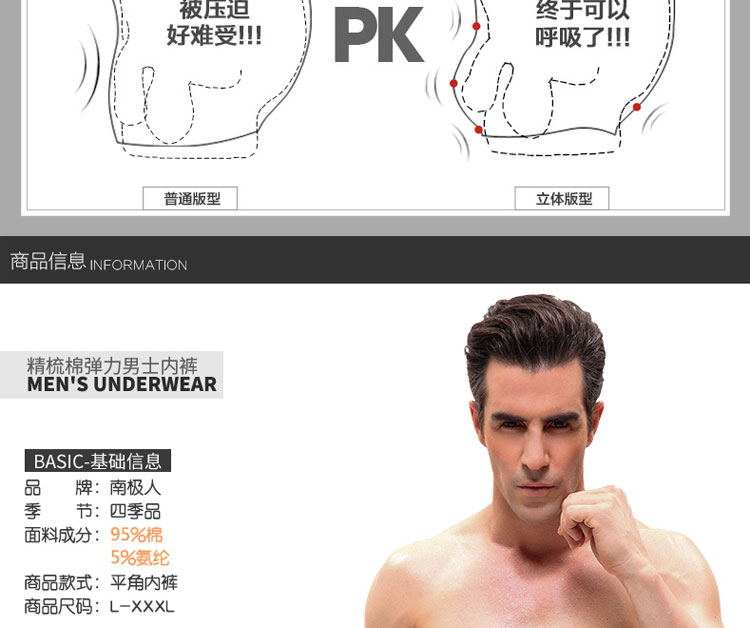 被压迫
好难受!!!
PK
终于可以
呼吸了!!!
普通版型
立体版型
商品信息 INFORMATION
精梳棉弹力男士内裤
MEN'S UNDERWEAR
BASIC-基础信息
品 牌：南极人
季 节：四季品
面料成分：95%棉
5%氨纶
商品款式：平角内裤
商品尺码：L-XXXL